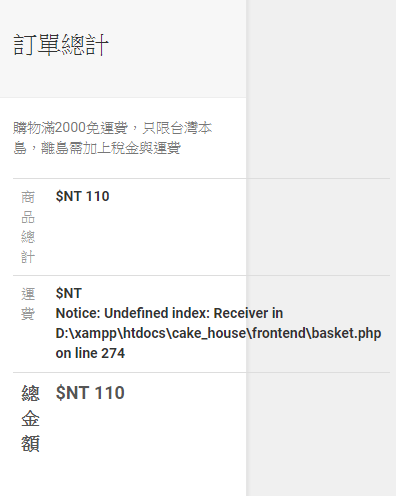 訂單總計
購物滿2000免運費，只限台灣本
島，離島需加上稅金與運費
商品總計 $NT 110
運費 $NT
Notice: Undefined index: Receiver in
D:\xampp\htdocs\cake_house\frontend\basket.php
on line 274
總金額 $NT 110